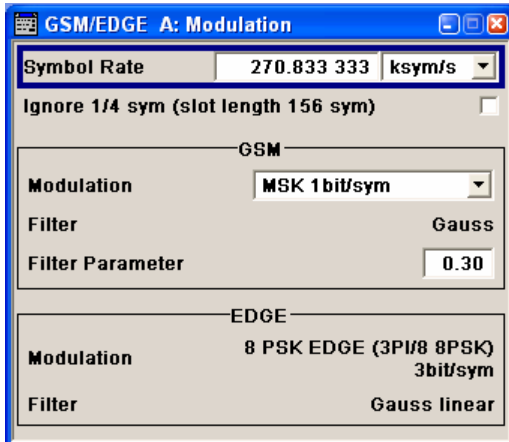 GSM/EDGE A: Modulation
Symbol Rate 270.833 333 ksym/s
Ignore 1/4 sym (slot length 156 sym)
GSM
Modulation MSK 1bit/sym
Filter Gauss
Filter Parameter 0.30
EDGE
Modulation 8 PSK EDGE (3PI/8 8PSK)
3bit/sym
Filter Gauss linear